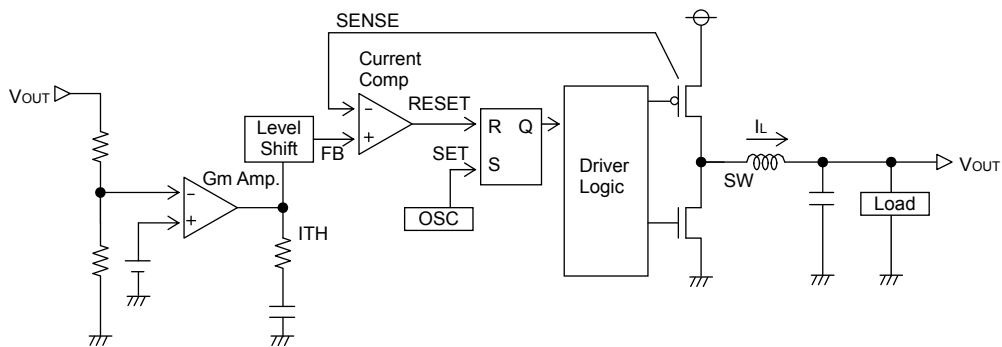 SENSE
Current
Comp
VOUT
RESET
Level
Shift
FB
R Q
S
SET
OSC
Gm Amp.
ITH
Driver
Logic
IL
SW
VOUT
Load
- +
- +